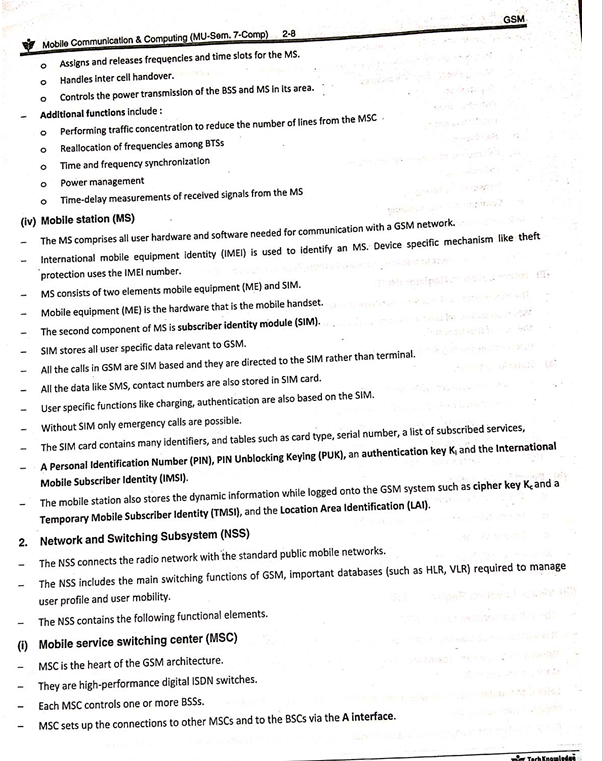 Mobile Communication & Computing (MU-Sem. 7-Comp) 2-8 GSM
o Assigns and releases frequencies and time slots for the MS.
o Handles inter cell handover.
o Controls the power transmission of the BSS and MS in its area.
– Additional functions include :
o Performing traffic concentration to reduce the number of lines from the MSC
o Reallocation of frequencies among BTSs
o Time and frequency synchronization
o Power management
o Time-delay measurements of received signals from the MS
(iv) Mobile station (MS)
– The MS comprises all user hardware and software needed for communication with a GSM network.
– International mobile equipment identity (IMEI) is used to identify an MS. Device specific mechanism like theft
protection uses the IMEI number.
– MS consists of two elements mobile equipment (ME) and SIM.
– Mobile equipment (ME) is the hardware that is the mobile handset.
– The second component of MS is subscriber identity module (SIM).
– SIM stores all user specific data relevant to GSM.
– All the calls in GSM are SIM based and they are directed to the SIM rather than terminal.
– All the data like SMS, contact numbers are also stored in SIM card.
– User specific functions like charging, authentication are also based on the SIM.
– Without SIM only emergency calls are possible.
– The SIM card contains many identifiers, and tables such as card type, serial number, a list of subscribed services,
– A Personal Identification Number (PIN), PIN Unblocking Keying (PUK), an authentication key Ki and the International
Mobile Subscriber Identity (IMSI).
– The mobile station also stores the dynamic information while logged onto the GSM system such as cipher key Kc and a
Temporary Mobile Subscriber Identity (TMSI), and the Location Area Identification (LAI).
2. Network and Switching Subsystem (NSS)
– The NSS connects the radio network with the standard public mobile networks.
– The NSS includes the main switching functions of GSM, important databases (such as HLR, VLR) required to manage
user profile and user mobility.
– The NSS contains the following functional elements.
(i) Mobile service switching center (MSC)
– MSC is the heart of the GSM architecture.
– They are high-performance digital ISDN switches.
– Each MSC controls one or more BSSs.
– MSC sets up the connections to other MSCs and to the BSCs via the A interface.
TechKnowledge